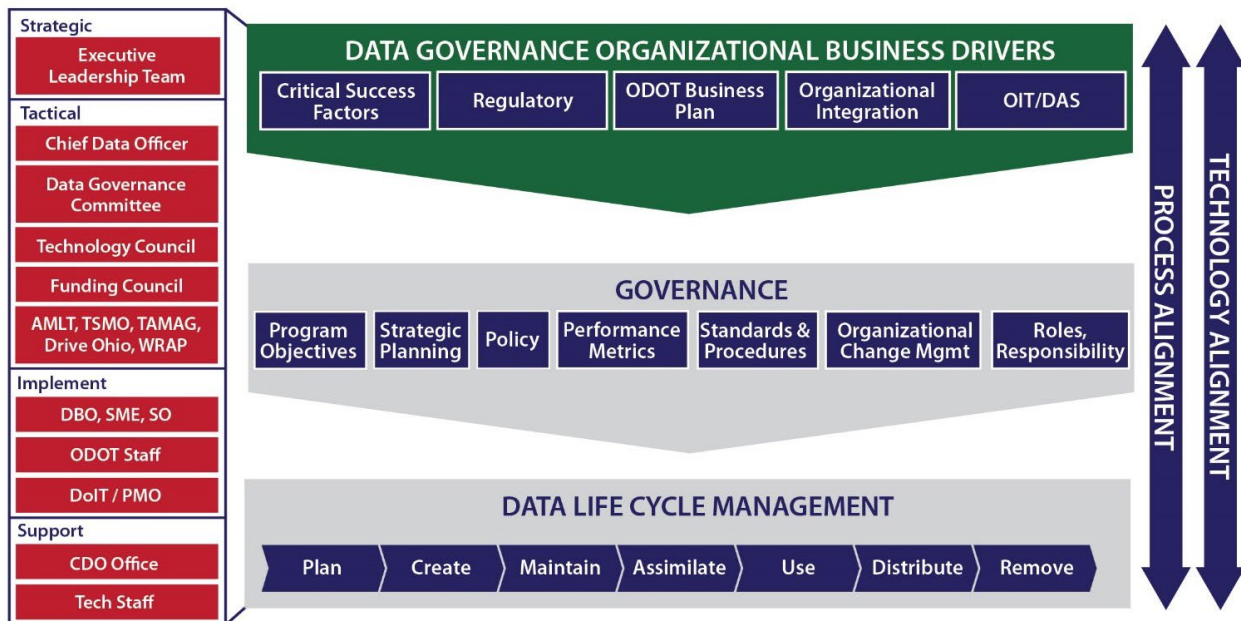 Strategic
Executive
Leadership Team
Tactical
Chief Data Officer
Data Governance
Committee
Technology Council
Funding Council
AMLT, TSMO, TAMAG,
Drive Ohio, WRAP
Implement
DBO, SME, SO
ODOT Staff
DoIT / PMO
Support
CDO Office
Tech Staff
DATA GOVERNANCE ORGANIZATIONAL BUSINESS DRIVERS
Critical Success
Factors
Regulatory
ODOT Business
Plan
Organizational
Integration
OIT/DAS
GOVERNANCE
Program
Objectives
Strategic
Planning
Policy
Performance
Metrics
Standards &
Procedures
Organizational
Change Mgmt
Roles,
Responsibility
DATA LIFE CYCLE MANAGEMENT
Plan
Create
Maintain
Assimilate
Use
Distribute
Remove
PROCESS ALIGNMENT
TECHNOLOGY ALIGNMENT